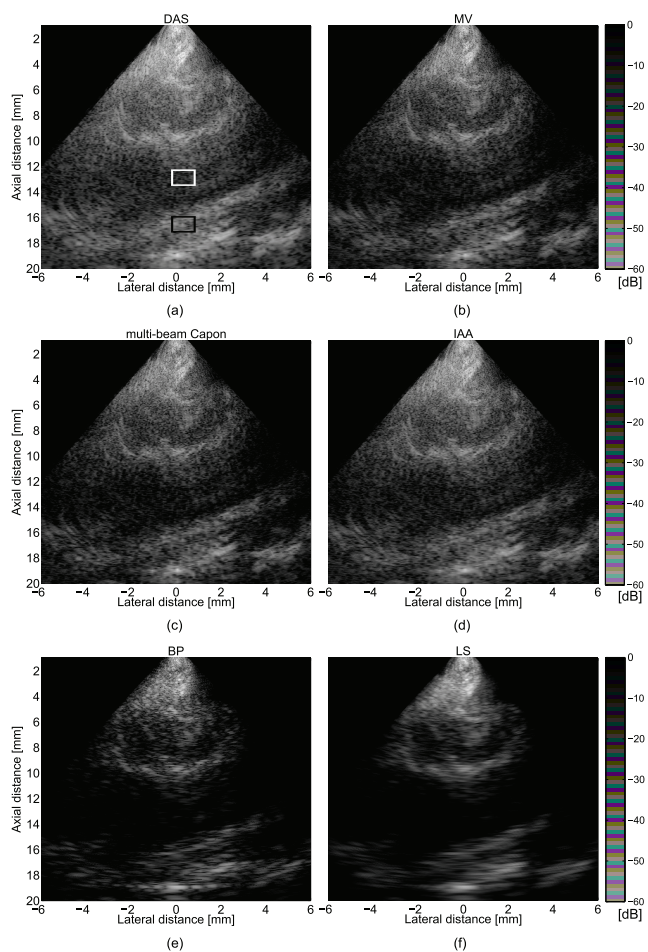 DAS
MV
Axial distance [mm]
2
4
6
8
10
12
14
16
18
20
−6 −4 −2 0 2 4 6
Lateral distance [mm]
(a)
−6 −4 −2 0 2 4 6
Lateral distance [mm]
(b)
0
−10
−20
−30
−40
−50
−60
[dB]
multi-beam Capon
IAA
Axial distance [mm]
2
4
6
8
10
12
14
16
18
20
−6 −4 −2 0 2 4 6
Lateral distance [mm]
(c)
−6 −4 −2 0 2 4 6
Lateral distance [mm]
(d)
0
−10
−20
−30
−40
−50
−60
[dB]
BP
LS
Axial distance [mm]
2
4
6
8
10
12
14
16
18
20
−6 −4 −2 0 2 4 6
Lateral distance [mm]
(e)
−6 −4 −2 0 2 4 6
Lateral distance [mm]
(f)
0
−10
−20
−30
−40
−50
−60
[dB]